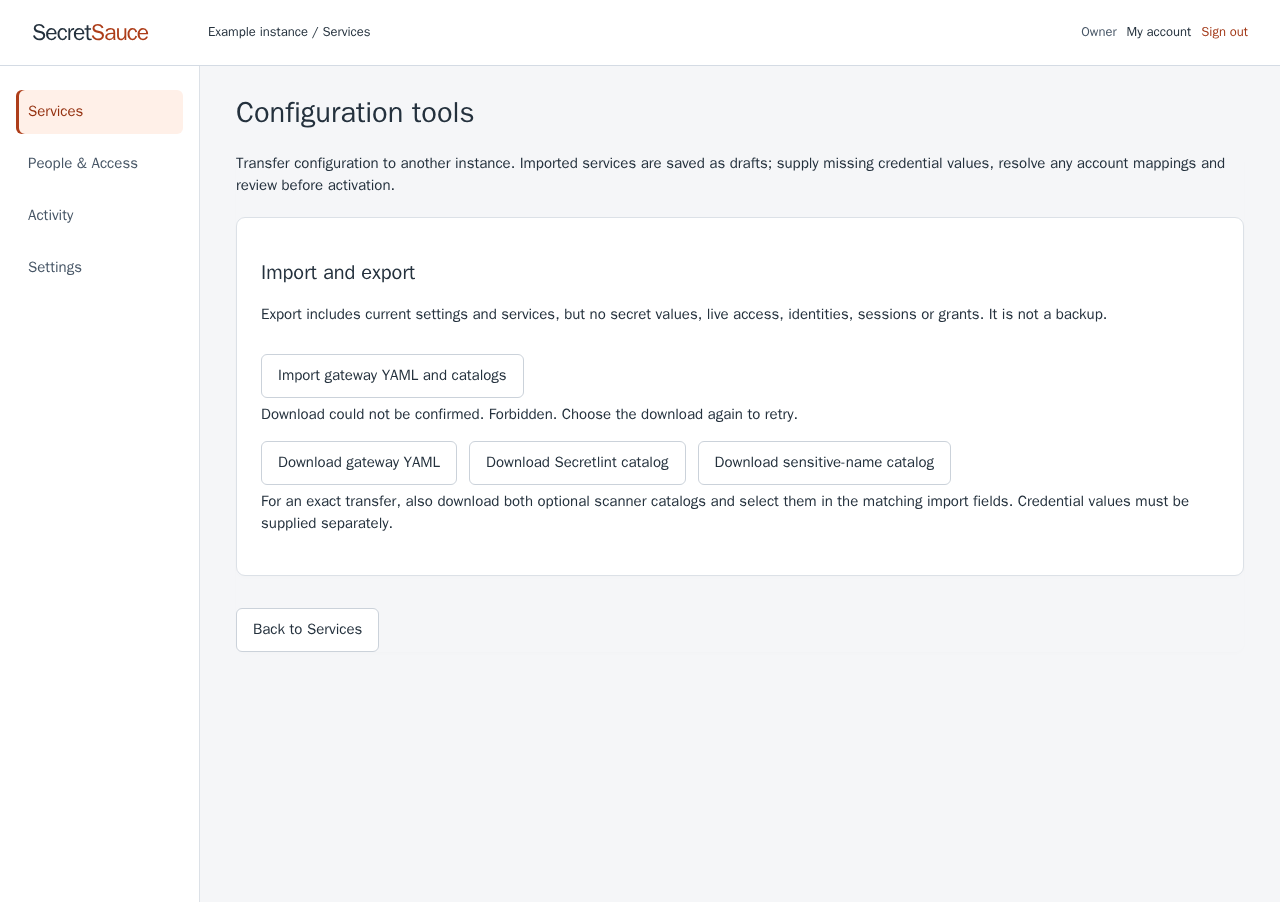 SecretSauce
Example instance / Services
Owner My account Sign out
Services
People & Access
Activity
Settings
Configuration tools
Transfer configuration to another instance. Imported services are saved as drafts; supply missing credential values, resolve any account mappings and
review before activation.
Import and export
Export includes current settings and services, but no secret values, live access, identities, sessions or grants. It is not a backup.
Import gateway YAML and catalogs
Download could not be confirmed. Forbidden. Choose the download again to retry.
Download gateway YAML Download Secretlint catalog Download sensitive-name catalog
For an exact transfer, also download both optional scanner catalogs and select them in the matching import fields. Credential values must be
supplied separately.
Back to Services